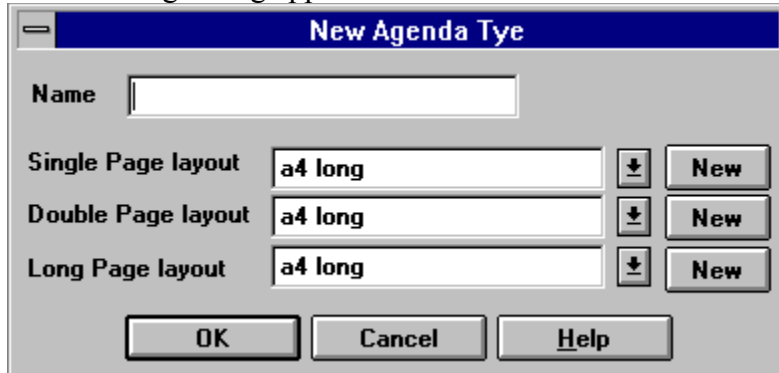 New Agenda Tye
Name
Single Page layout a4 long New
Double Page layout a4 long New
Long Page layout a4 long New
OK Cancel Help